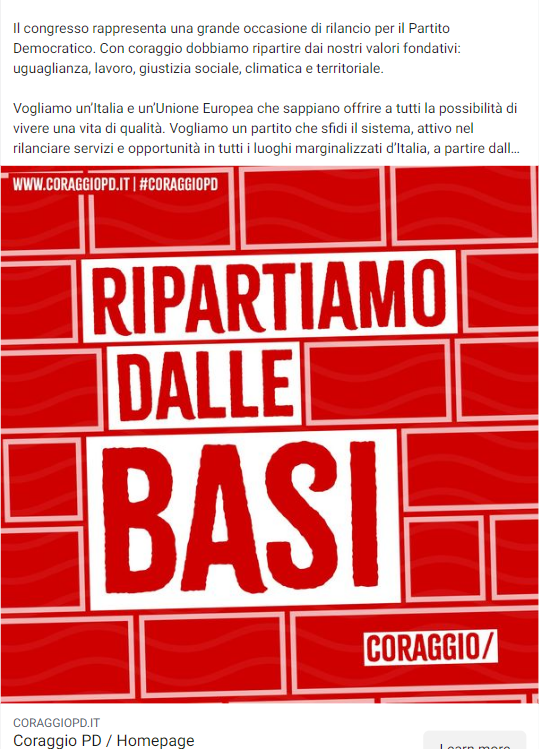 Il congresso rappresenta una grande occasione di rilancio per il Partito
Democratico. Con coraggio dobbiamo ripartire dai nostri valori fondativi:
uguaglianza, lavoro, giustizia sociale, climatica e territoriale.
Vogliamo un'Italia e un'Unione Europea che sappiano offrire a tutti la possibilità di
vivere una vita di qualità. Vogliamo un partito che sfidi il sistema, attivo nel
rilanciare servizi e opportunità in tutti i luoghi marginalizzati d'Italia, a partire dall...
WWW.CORAGGIOPD.IT | #CORAGGIOPD
RIPARTIAMO
DALLE
BASI
CORAGGIO/
CORAGGIOPD.IT
Coraggio PD / Homepage
Learn more